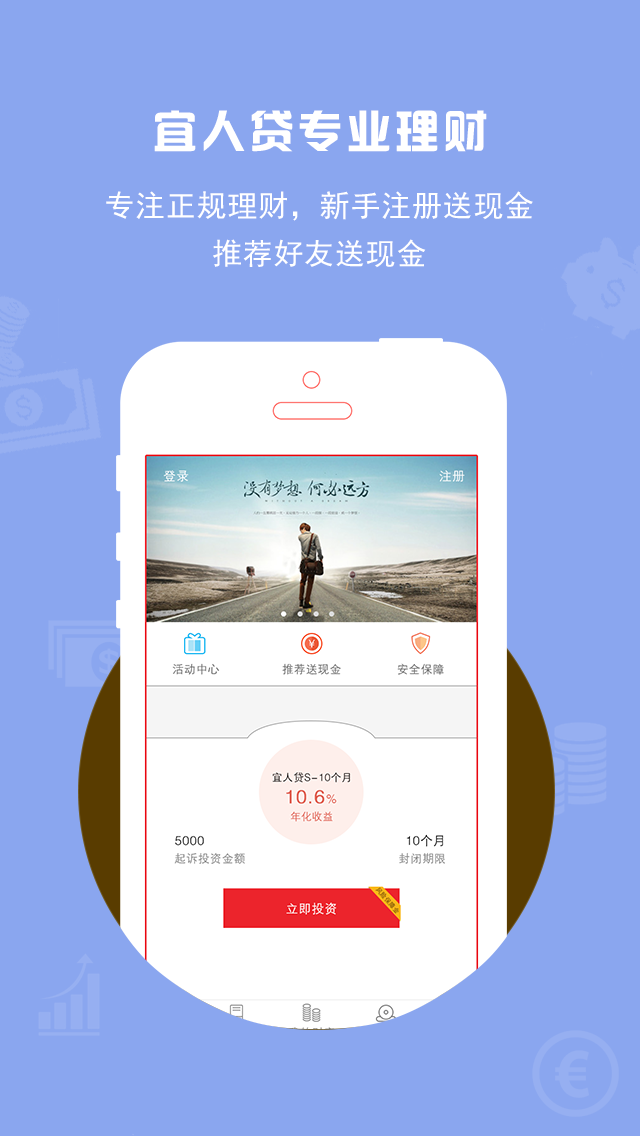 宜人贷专业理财
专注正规理财，新手注册送现金
推荐好友送现金
登录
注册
没有梦想 何必远方
活动中心
推荐送现金
安全保障
宜人贷S-10个月
10.6%
年化收益
5000
10个月
起诉投资金额
封闭期限
立即投资